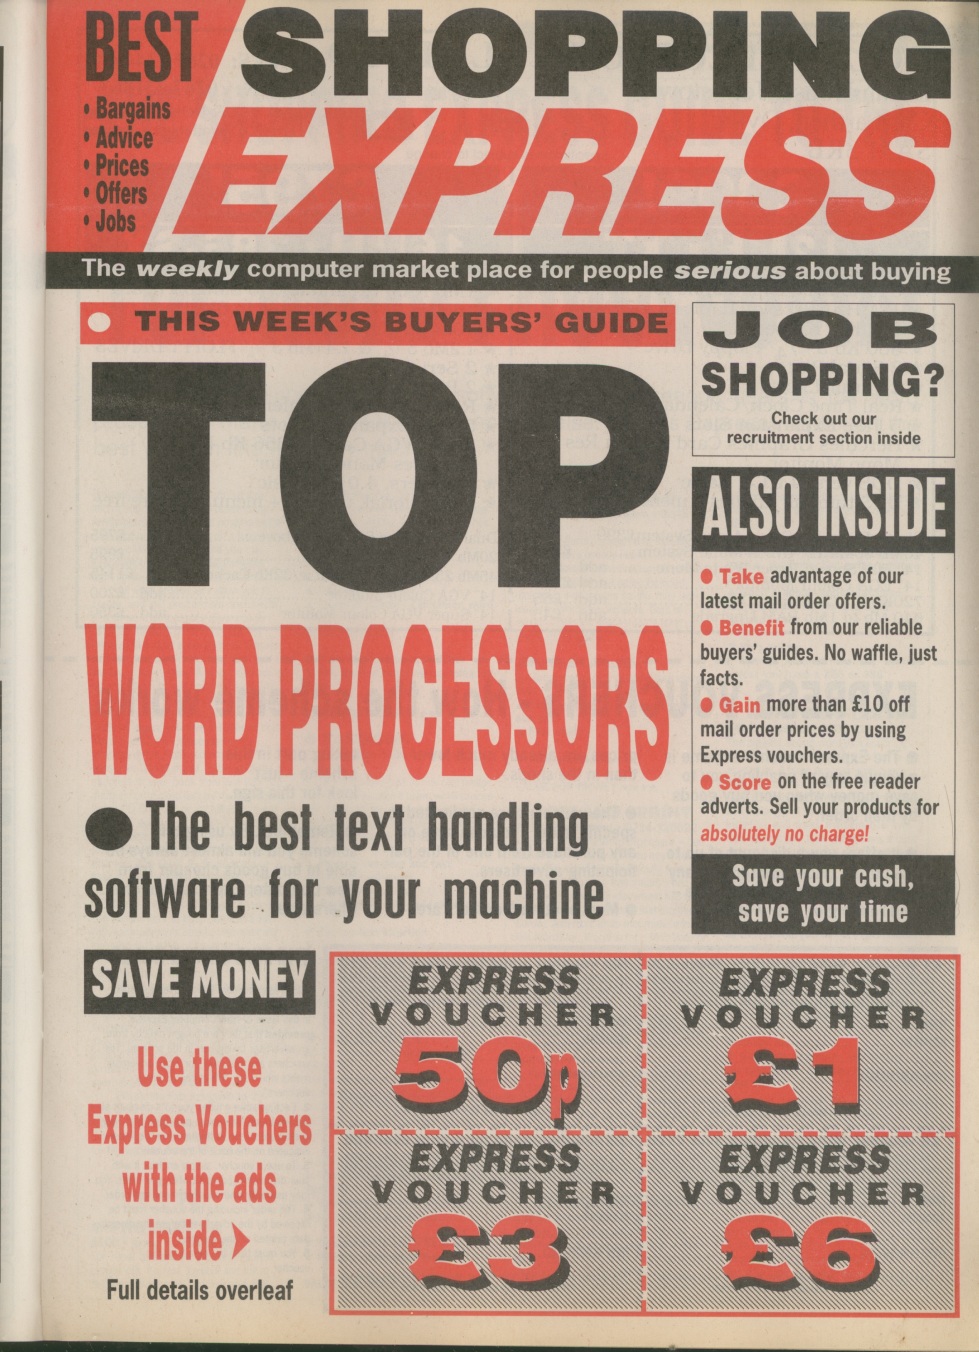 BEST
• Bargains
• Advice
• Prices
• Offers
• Jobs
SHOPPING
EXPRESS
The weekly computer market place for people serious about buying
● THIS WEEK'S BUYERS' GUIDE
TOP
WORD PROCESSORS
● The best text handling
software for your machine
JOB
SHOPPING?
Check out our
recruitment section inside
ALSO INSIDE
● Take advantage of our
latest mail order offers.
● Benefit from our reliable
buyers' guides. No waffle, just
facts.
● Gain more than £10 off
mail order prices by using
Express vouchers.
● Score on the free reader
adverts. Sell your products for
absolutely no charge!
Save your cash,
save your time
SAVE MONEY
Use these
Express Vouchers
with the ads
inside
Full details overleaf
EXPRESS
VOUCHER
50p
EXPRESS
VOUCHER
£1
EXPRESS
VOUCHER
£3
EXPRESS
VOUCHER
£6